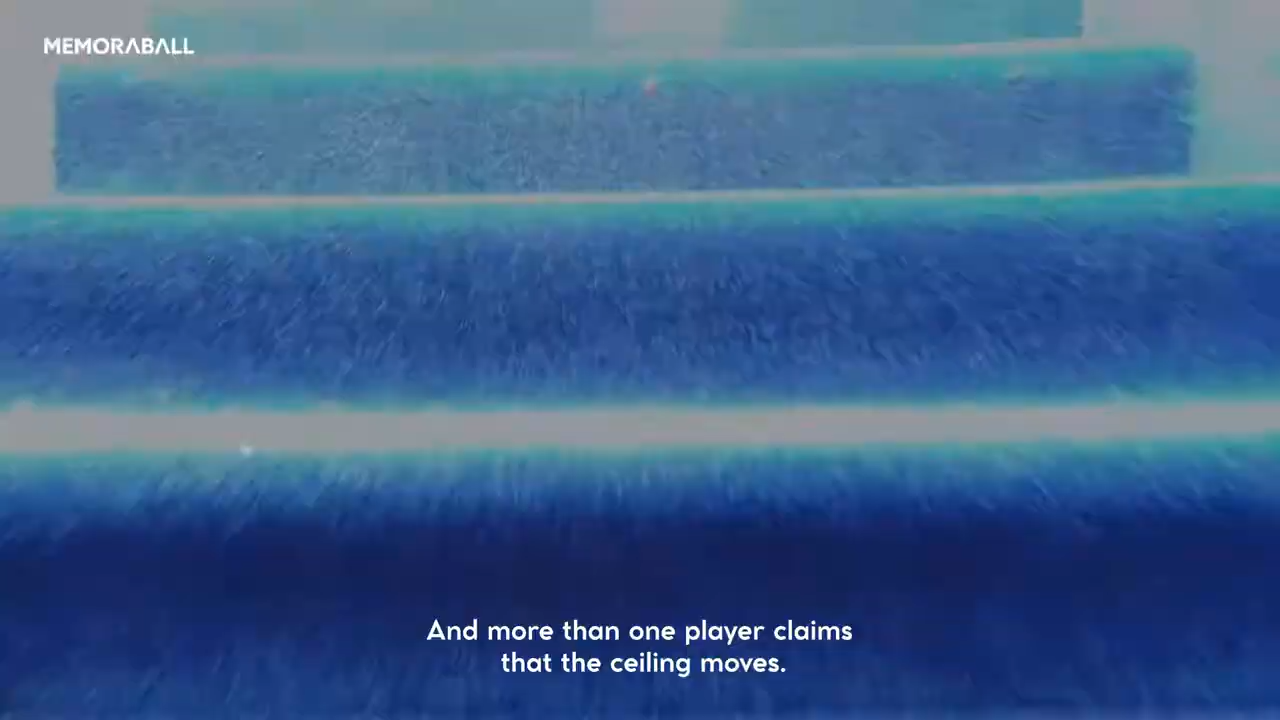 MEMORABALL
And more than one player claims
that the ceiling moves.